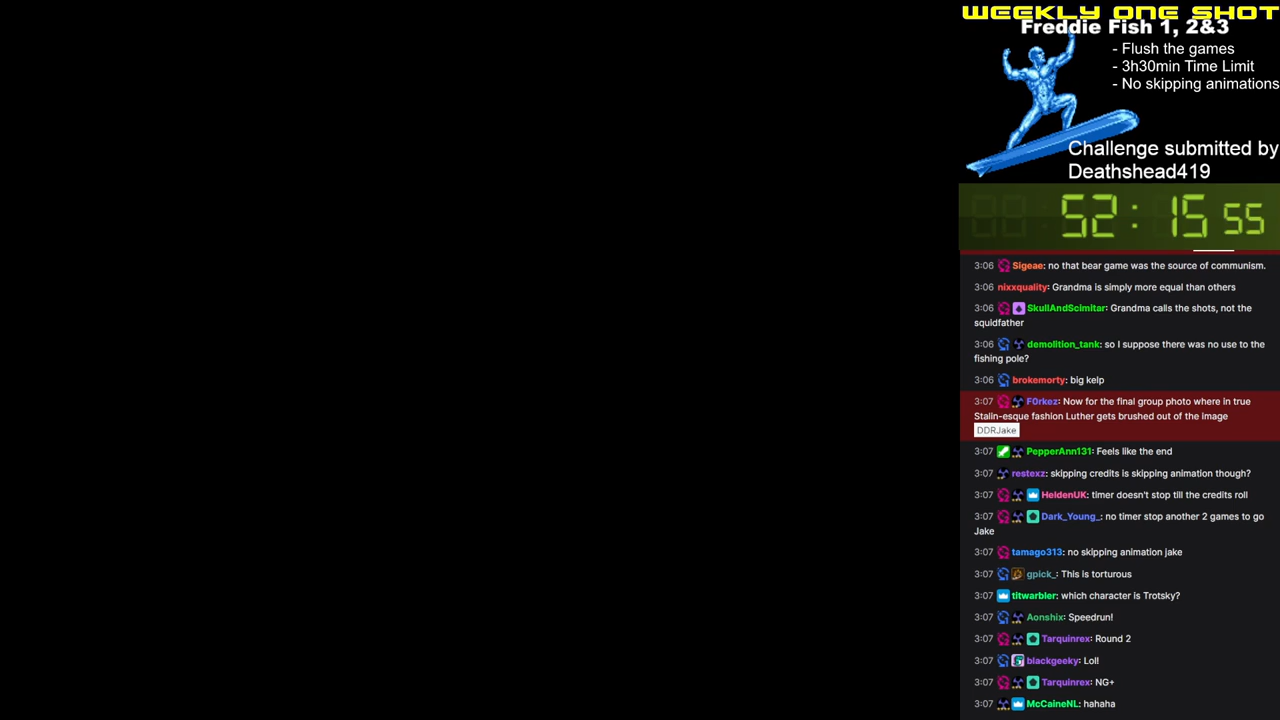 WEEKLY ONE SHOT
Freddie Fish 1, 2&3
- Flush the games
- 3h30min Time Limit
- No skipping animations
Challenge submitted by
Deathshead419
52:15 55
3:06 Sigeae: no that bear game was the source of communism.
3:06 nixxquality: Grandma is simply more equal than others
3:06 SkullAndScimitar: Grandma calls the shots, not the
squidfather
3:06 demolition_tank: so I suppose there was no use to the
fishing pole?
3:06 brokemorty: big kelp
3:07 F0rkez: Now for the final group photo where in true
Stalin-esque fashion Luther gets brushed out of the image
DDRJake
3:07 PepperAnn131: Feels like the end
3:07 restexz: skipping credits is skipping animation though?
3:07 HeldenUK: timer doesn't stop till the credits roll
3:07 Dark_Young_: no timer stop another 2 games to go
Jake
3:07 tamago313: no skipping animation jake
3:07 gpick_: This is torturous
3:07 titwarbler: which character is Trotsky?
3:07 Aonshix: Speedrun!
3:07 Tarquinrex: Round 2
3:07 blackgeeky: Lol!
3:07 Tarquinrex: NG+
3:07 McCaineNL: hahaha